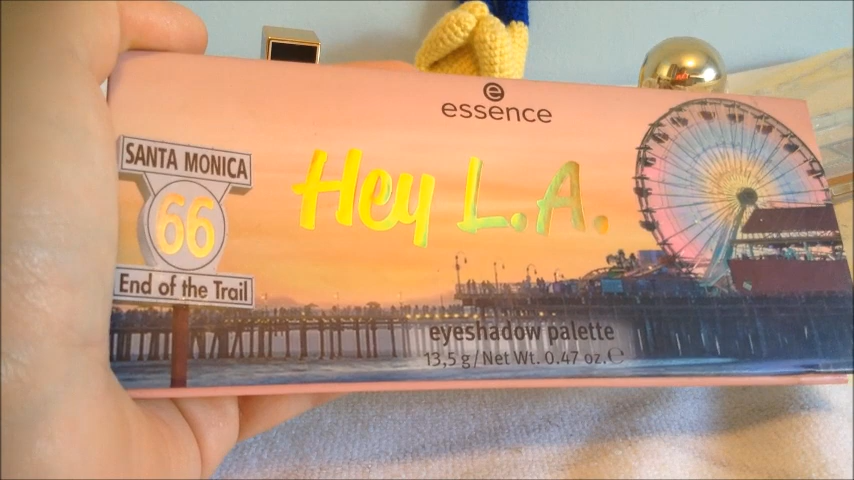 essence
Hey L.A.
SANTA MONICA
66
End of the Trail
eyeshadow palette
13,5 g/Net Wt. 0.47 oz.℮